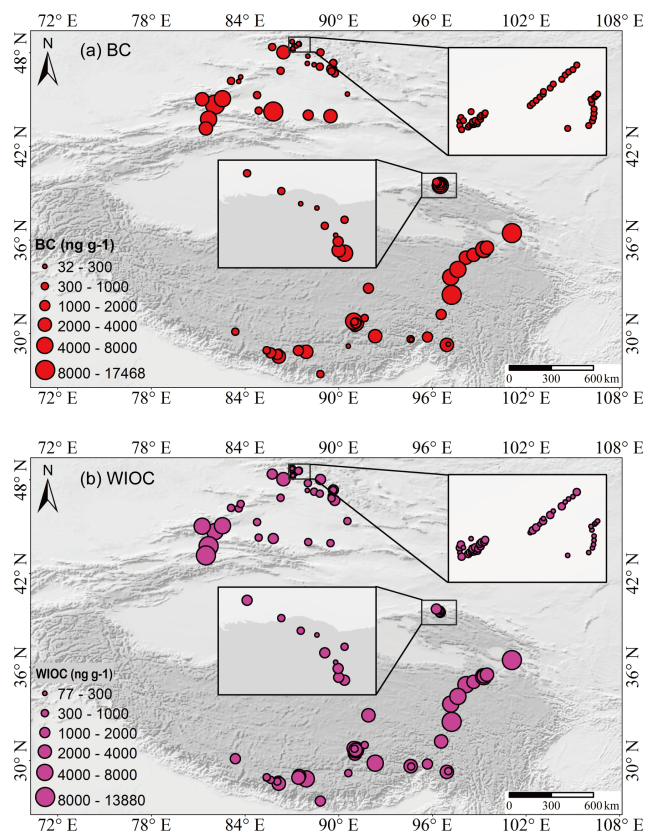 72° E 78° E 84° E 90° E 96° E 102° E 108° E
(a) BC
N
48° N
48° N
42° N
42° N
36° N
36° N
30° N
30° N
BC (ng g-1)
32 - 300
300 - 1000
1000 - 2000
2000 - 4000
4000 - 8000
8000 - 17468
0 300 600 km
72° E 78° E 84° E 90° E 96° E 102° E 108° E
72° E 78° E 84° E 90° E 96° E 102° E 108° E
(b) WIOC
N
48° N
48° N
42° N
42° N
36° N
36° N
30° N
30° N
WIOC (ng g-1)
77 - 300
300 - 1000
1000 - 2000
2000 - 4000
4000 - 8000
8000 - 13880
0 300 600 km
72° E 78° E 84° E 90° E 96° E 102° E 108° E